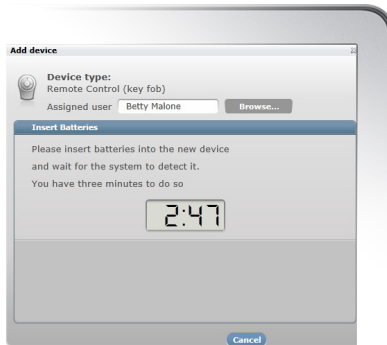 Add device
Device type:
Remote Control (key fob)
Assigned user Betty Malone Browse...
Insert Batteries
Please insert batteries into the new device
and wait for the system to detect it.
You have three minutes to do so
2:47
Cancel